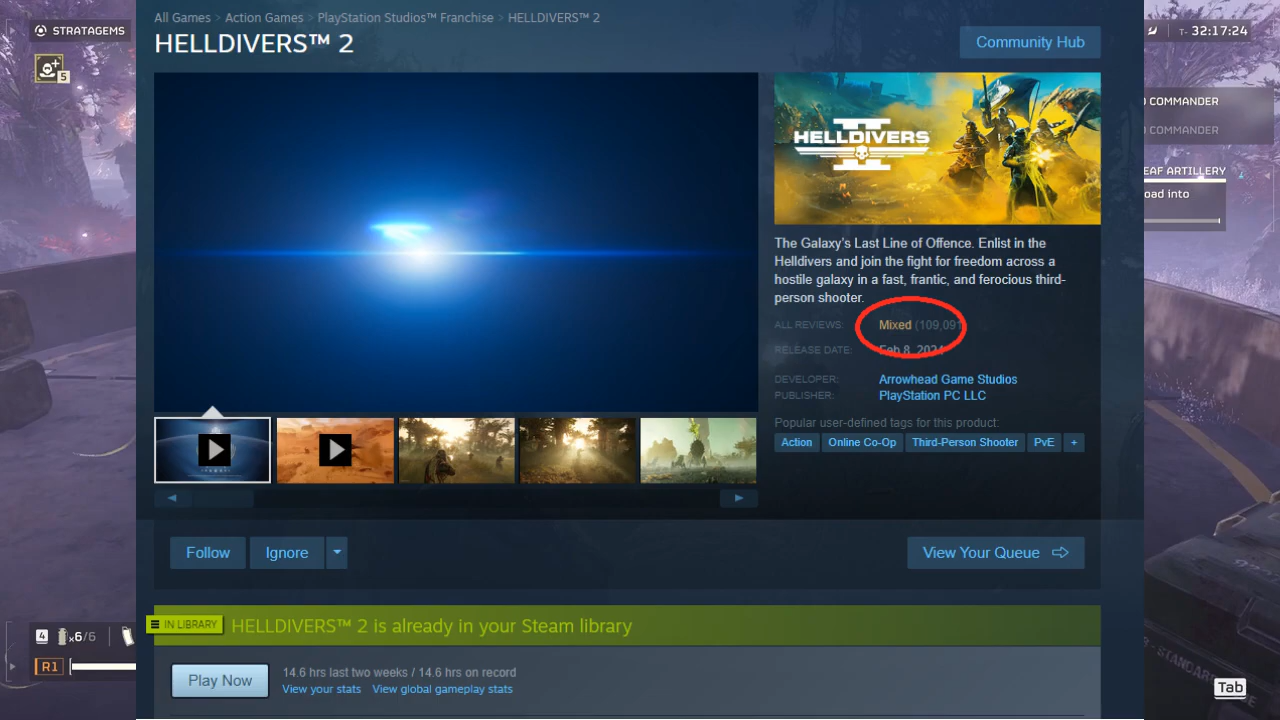 STRATAGEMS
5
All Games > Action Games > PlayStation Studios™ Franchise > HELLDIVERS™ 2
HELLDIVERS™ 2
Community Hub
T- 32:17:24
COMMANDER
COMMANDER
EAF ARTILLERY
oad into
HELLDIVERS
II
The Galaxy's Last Line of Offence. Enlist in the
Helldivers and join the fight for freedom across a
hostile galaxy in a fast, frantic, and ferocious third-
person shooter.
ALL REVIEWS: Mixed (109,091
RELEASE DATE: Feb 8, 2024
DEVELOPER: Arrowhead Game Studios
PUBLISHER: PlayStation PC LLC
Popular user-defined tags for this product:
Action Online Co-Op Third-Person Shooter PvE +
Follow Ignore
View Your Queue
IN LIBRARY HELLDIVERS™ 2 is already in your Steam library
4 x6/6
R1
Play Now
14.6 hrs last two weeks / 14.6 hrs on record
View your stats View global gameplay stats
Tab